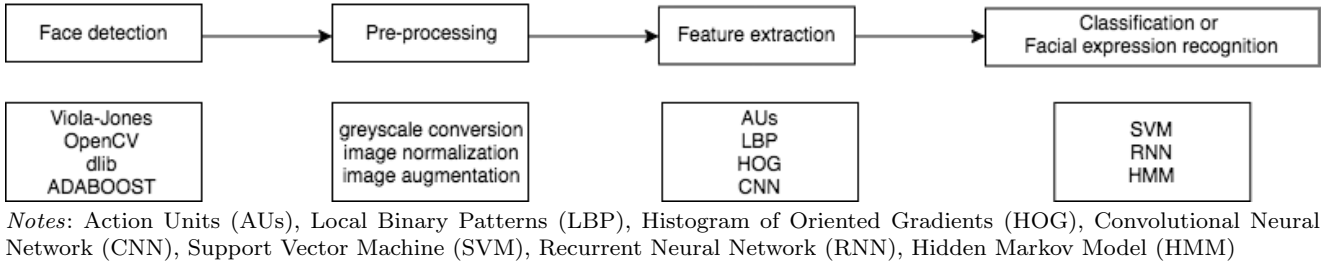 Face detection
Pre-processing
Feature extraction
Classification or
Facial expression recognition
Viola-Jones
OpenCV
dlib
ADABOOST
greyscale conversion
image normalization
image augmentation
AUs
LBP
HOG
CNN
SVM
RNN
HMM
Notes: Action Units (AUs), Local Binary Patterns (LBP), Histogram of Oriented Gradients (HOG), Convolutional Neural
Network (CNN), Support Vector Machine (SVM), Recurrent Neural Network (RNN), Hidden Markov Model (HMM)